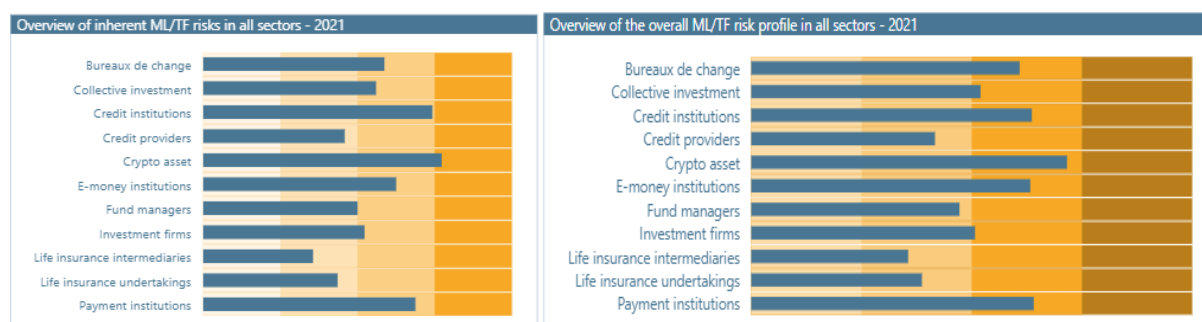 Overview of inherent ML/TF risks in all sectors - 2021
Bureaux de change
Collective investment
Credit institutions
Credit providers
Crypto asset
E-money institutions
Fund managers
Investment firms
Life insurance intermediaries
Life insurance undertakings
Payment institutions
Overview of the overall ML/TF risk profile in all sectors - 2021
Bureaux de change
Collective investment
Credit institutions
Credit providers
Crypto asset
E-money institutions
Fund managers
Investment firms
Life insurance intermediaries
Life insurance undertakings
Payment institutions